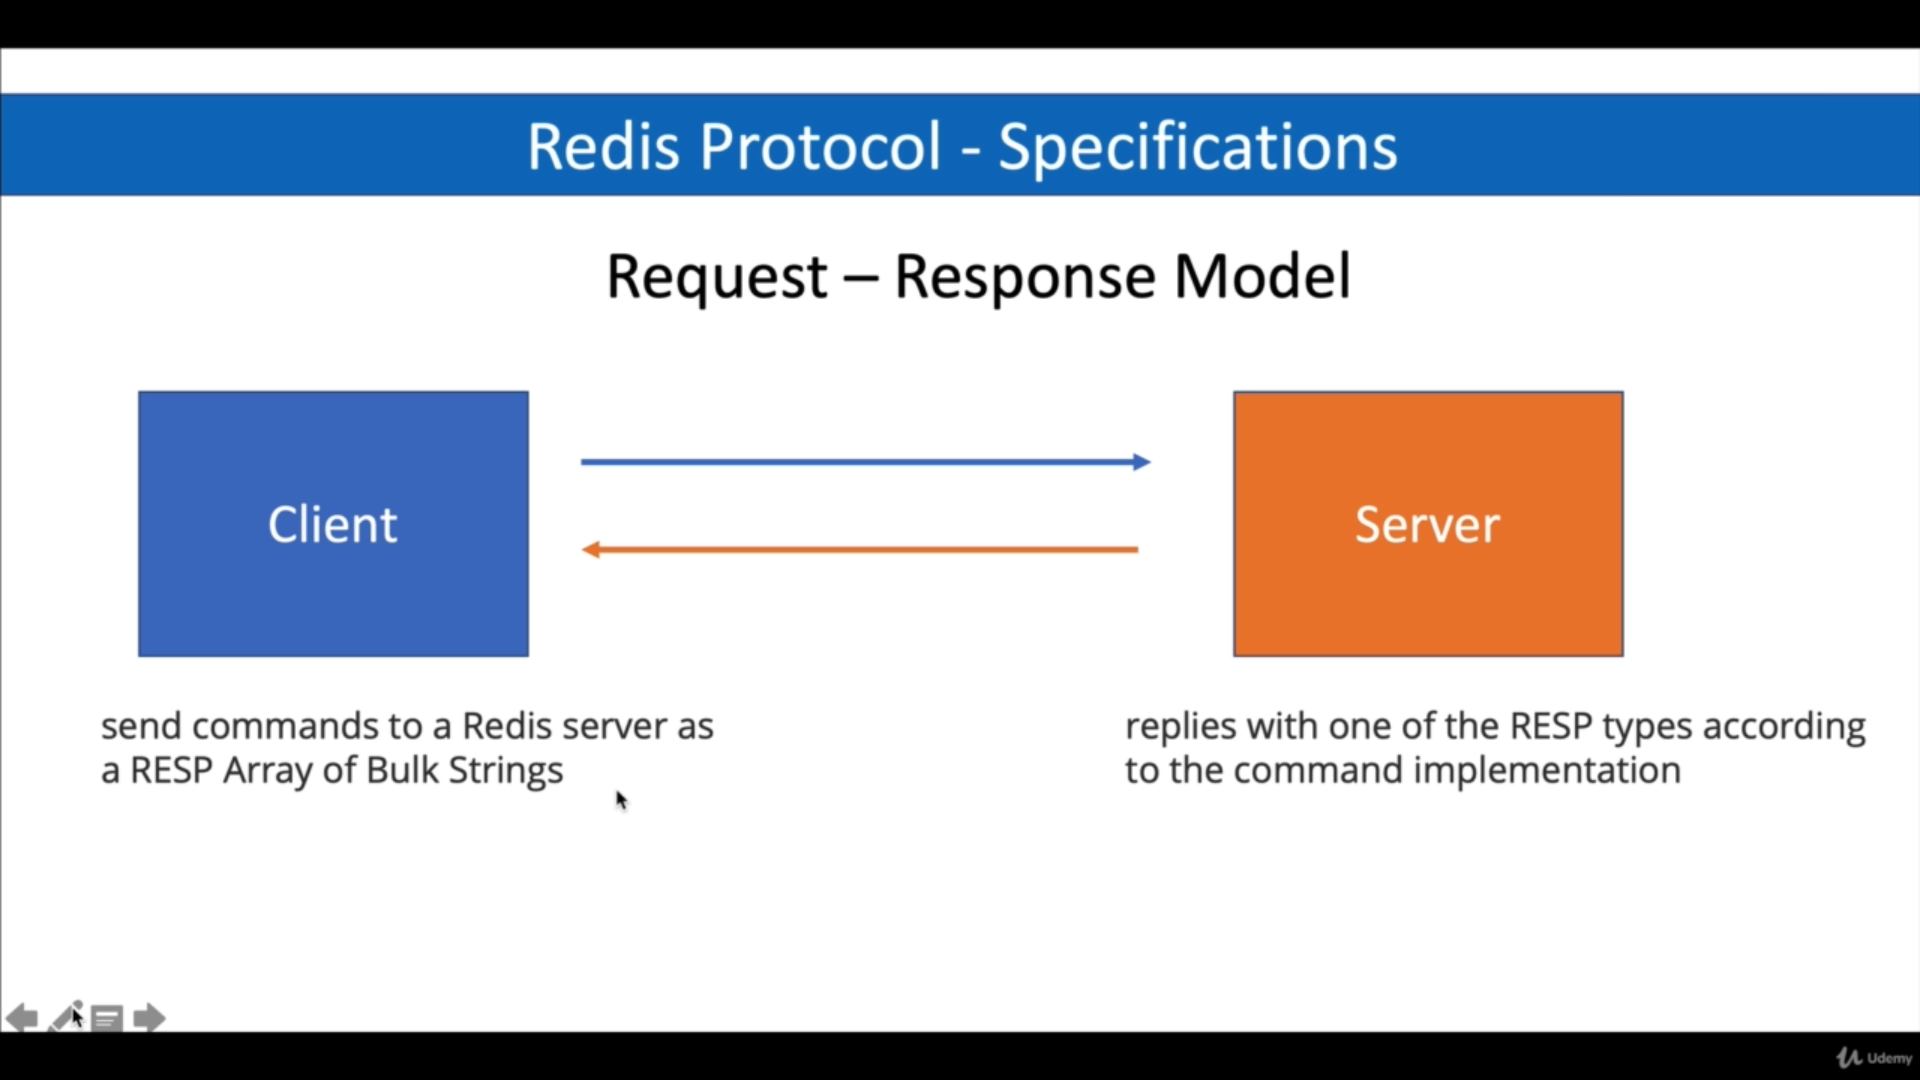 Redis Protocol - Specifications
Request – Response Model
Client
Server
send commands to a Redis server as
a RESP Array of Bulk Strings
replies with one of the RESP types according
to the command implementation
Udemy